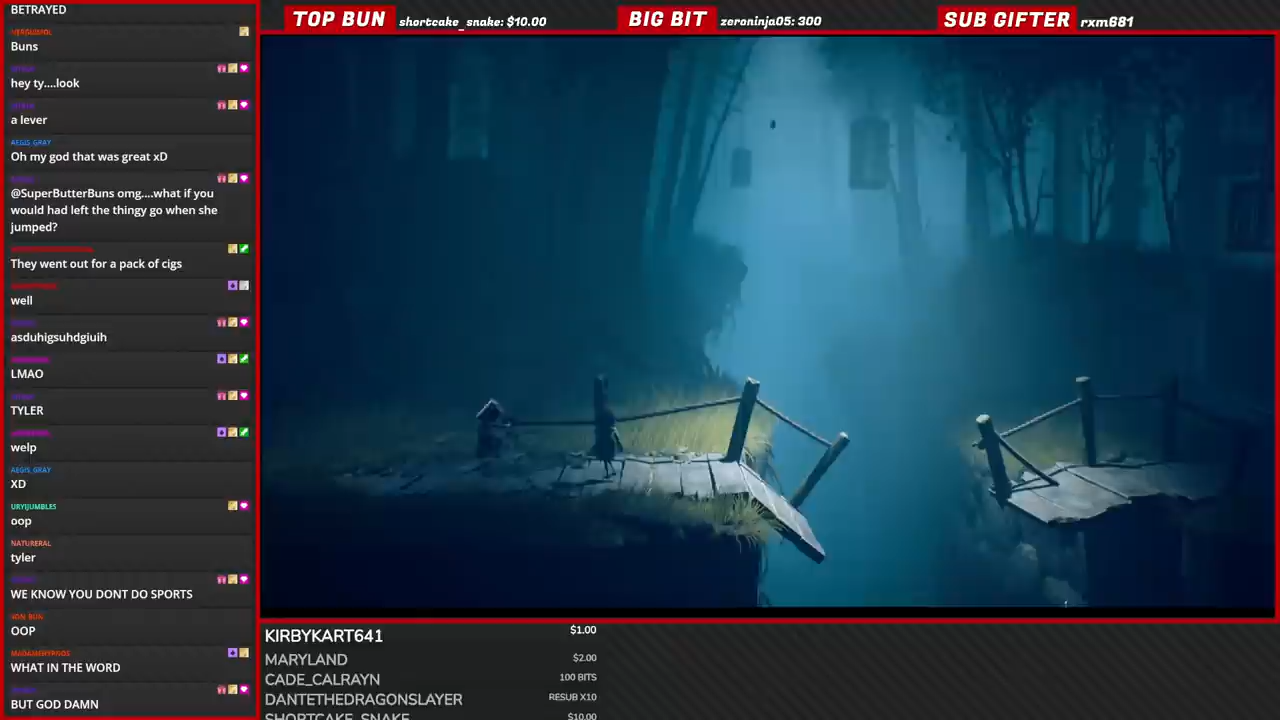 TOP BUN shortcake_snake: $10.00
BIG BIT zeroninja05: 300
SUB GIFTER rxm681
BETRAYED
Buns
hey ty....look
a lever
AEGIS_GRAY
Oh my god that was great xD
@SuperButterBuns omg....what if you
would had left the thingy go when she
jumped?
They went out for a pack of cigs
well
asduhigsuhdgiuih
LMAO
TYLER
welp
AEGIS_GRAY
XD
URYIJUMBLES
oop
NATURERAL
tyler
WE KNOW YOU DONT DO SPORTS
JON_BUN
OOP
WHAT IN THE WORD
BUT GOD DAMN
KIRBYKART641 $1.00
MARYLAND $2.00
CADE_CALRAYN 100 BITS
DANTETHEDRAGONSLAYER RESUB X10
SHORTCAKE_SNAKE $10.00